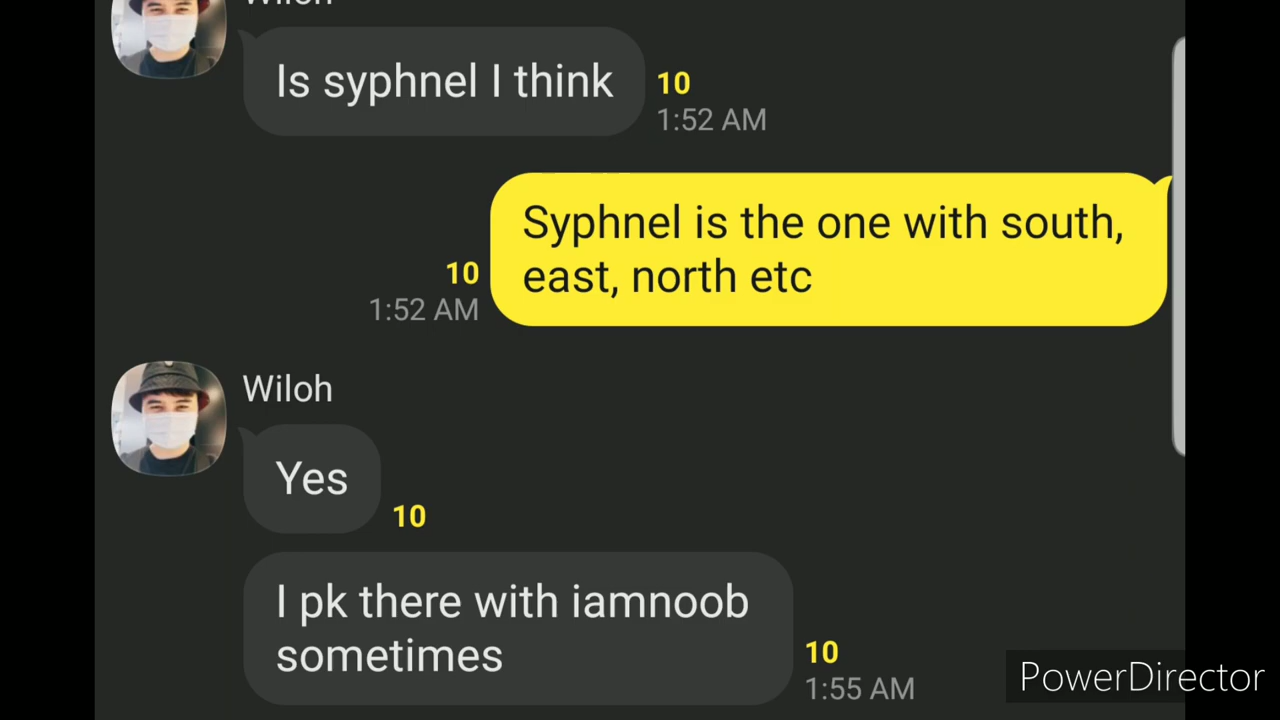 Wiloh
Is syphnel I think
10
1:52 AM
Syphnel is the one with south,
east, north etc
10
1:52 AM
Wiloh
Yes
10
I pk there with iamnoob
sometimes
10
1:55 AM
PowerDirector